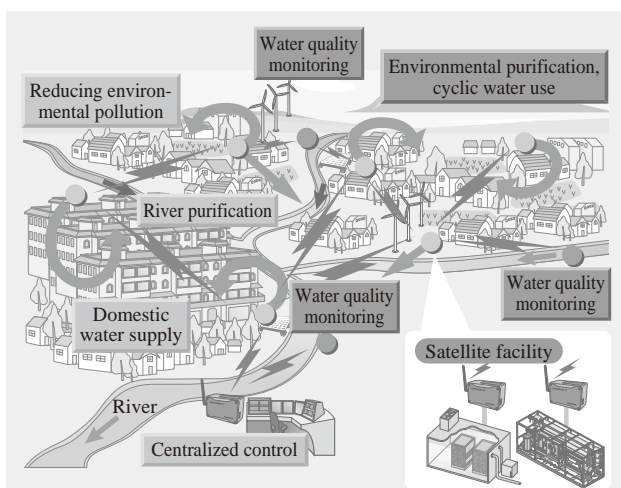 Water quality
monitoring
Environmental purification,
cyclic water use
Reducing environ-
mental pollution
River purification
Water quality
monitoring
Water quality
monitoring
Domestic
water supply
Satellite facility
River
Centralized control